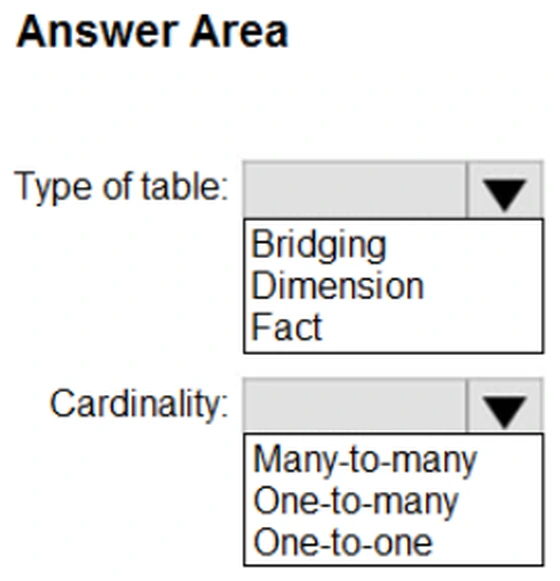 Answer Area
Type of table:
Bridging
Dimension
Fact
Cardinality:
Many-to-many
One-to-many
One-to-one